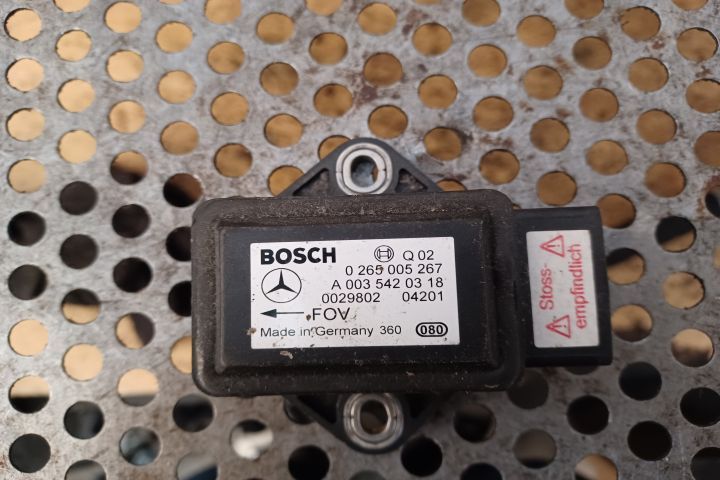 BOSCH Q 02
0 265 005 267
A 003 542 03 18
0029802 04201
FOV
Made in Germany 360 080
Stoss-
empfindlich